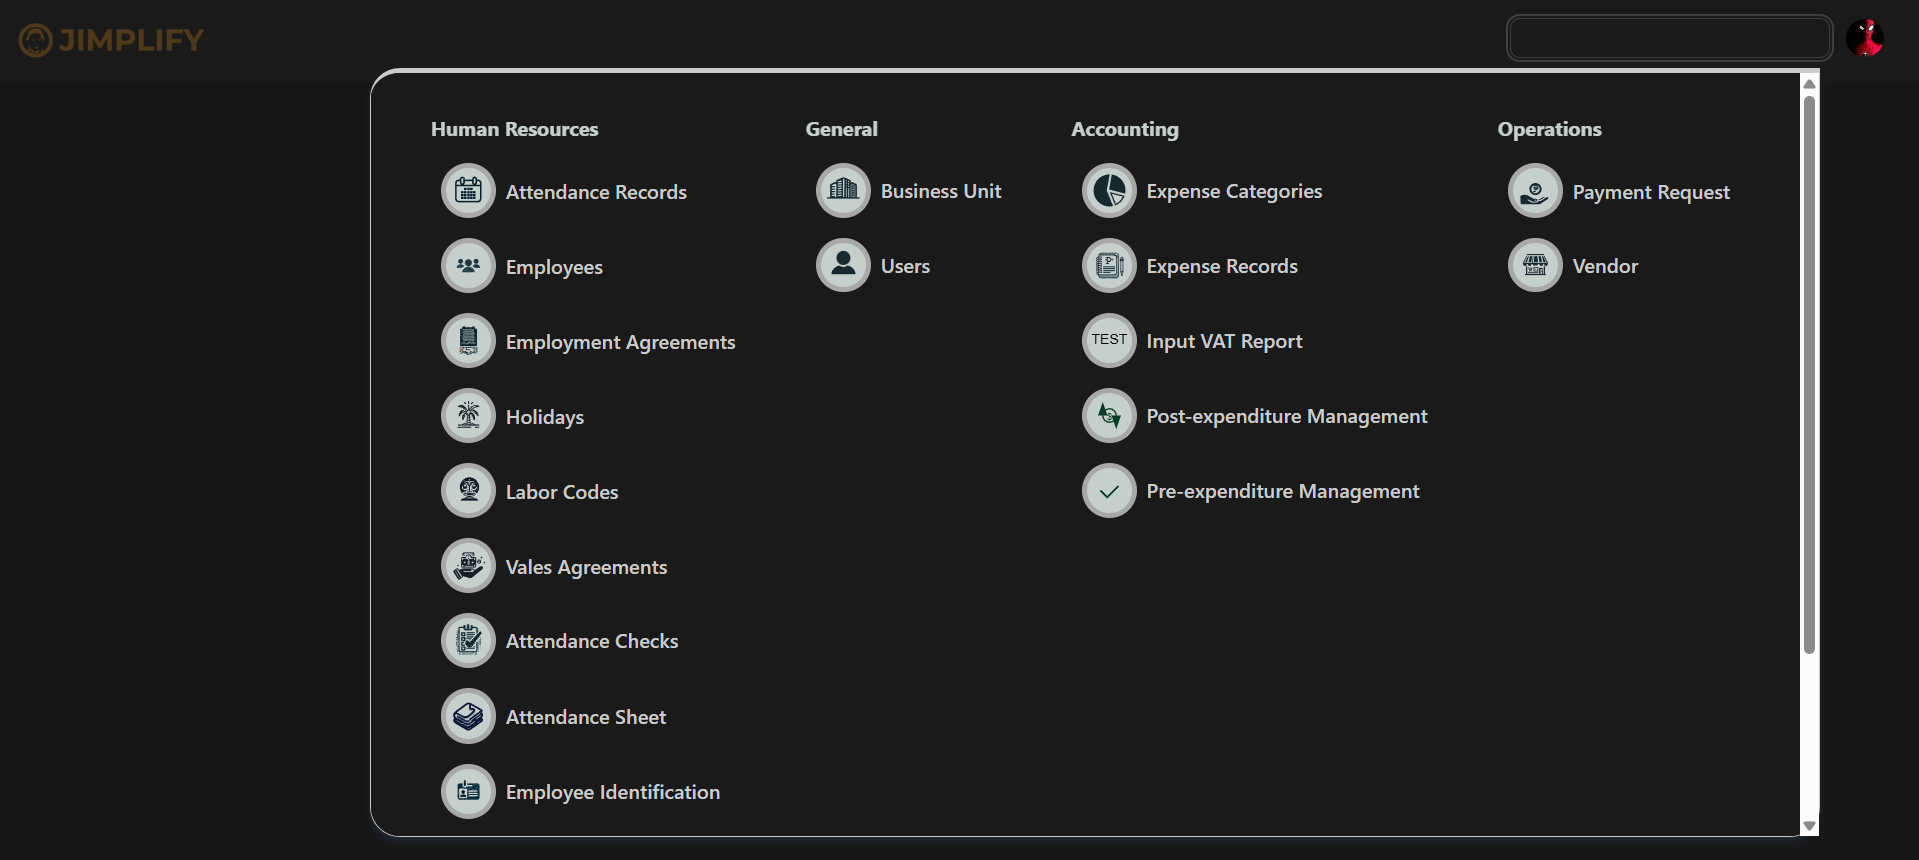 JIMPLIFY
Human Resources
Attendance Records
Employees
Employment Agreements
Holidays
Labor Codes
Vales Agreements
Attendance Checks
Attendance Sheet
Employee Identification
General
Business Unit
Users
Accounting
Expense Categories
Expense Records
TEST Input VAT Report
Post-expenditure Management
Pre-expenditure Management
Operations
Payment Request
Vendor